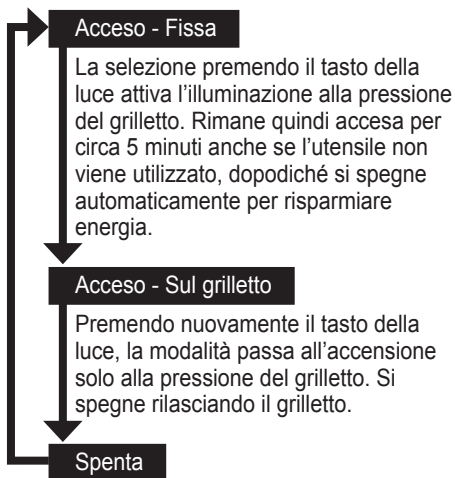 Acceso - Fissa
La selezione premendo il tasto della
luce attiva l’illuminazione alla pressione
del grilletto. Rimane quindi accesa per
circa 5 minuti anche se l’utensile non
viene utilizzato, dopodiché si spegne
automaticamente per risparmiare
energia.
Acceso - Sul grilletto
Premendo nuovamente il tasto della
luce, la modalità passa all’accensione
solo alla pressione del grilletto. Si
spegne rilasciando il grilletto.
Spenta